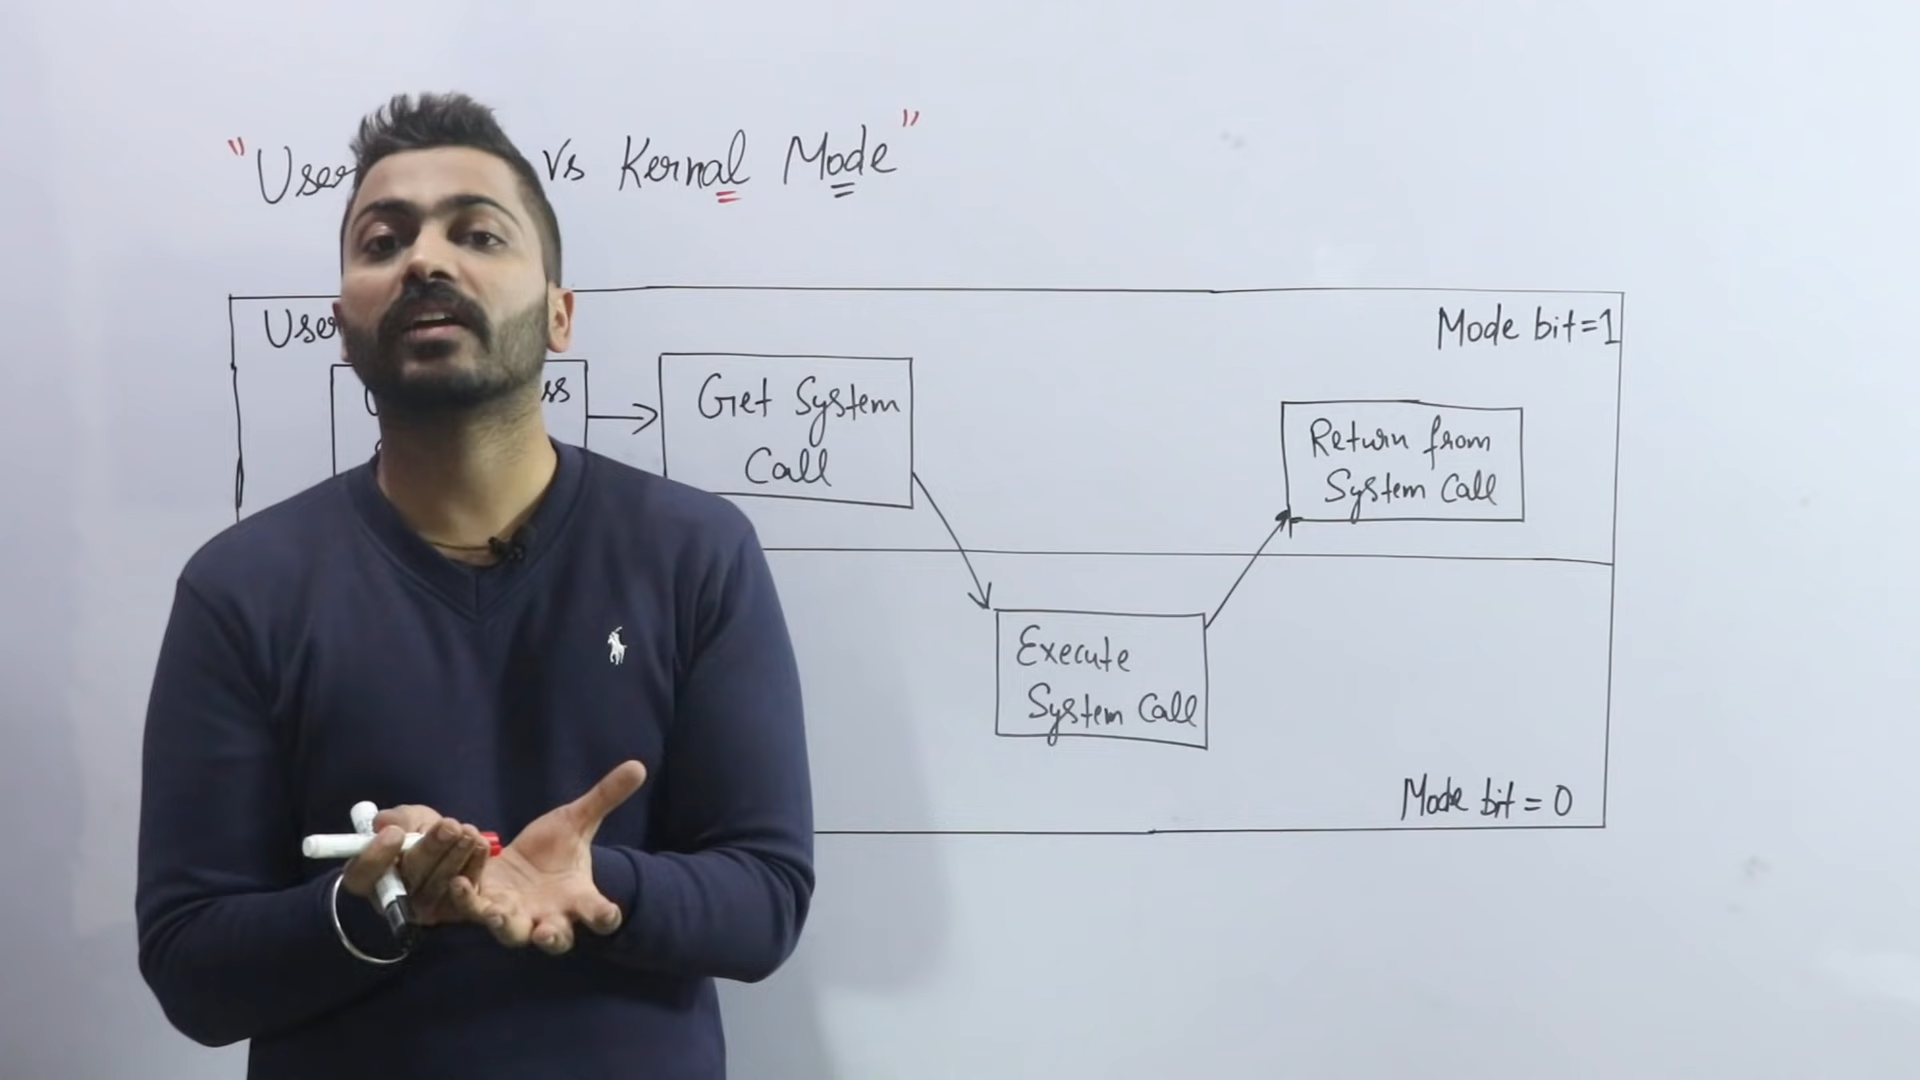 "User Vs Kernal Mode"
User
Mode bit=1
ss
Get System
Call
Return from
System Call
Execute
System Call
Mode bit = 0